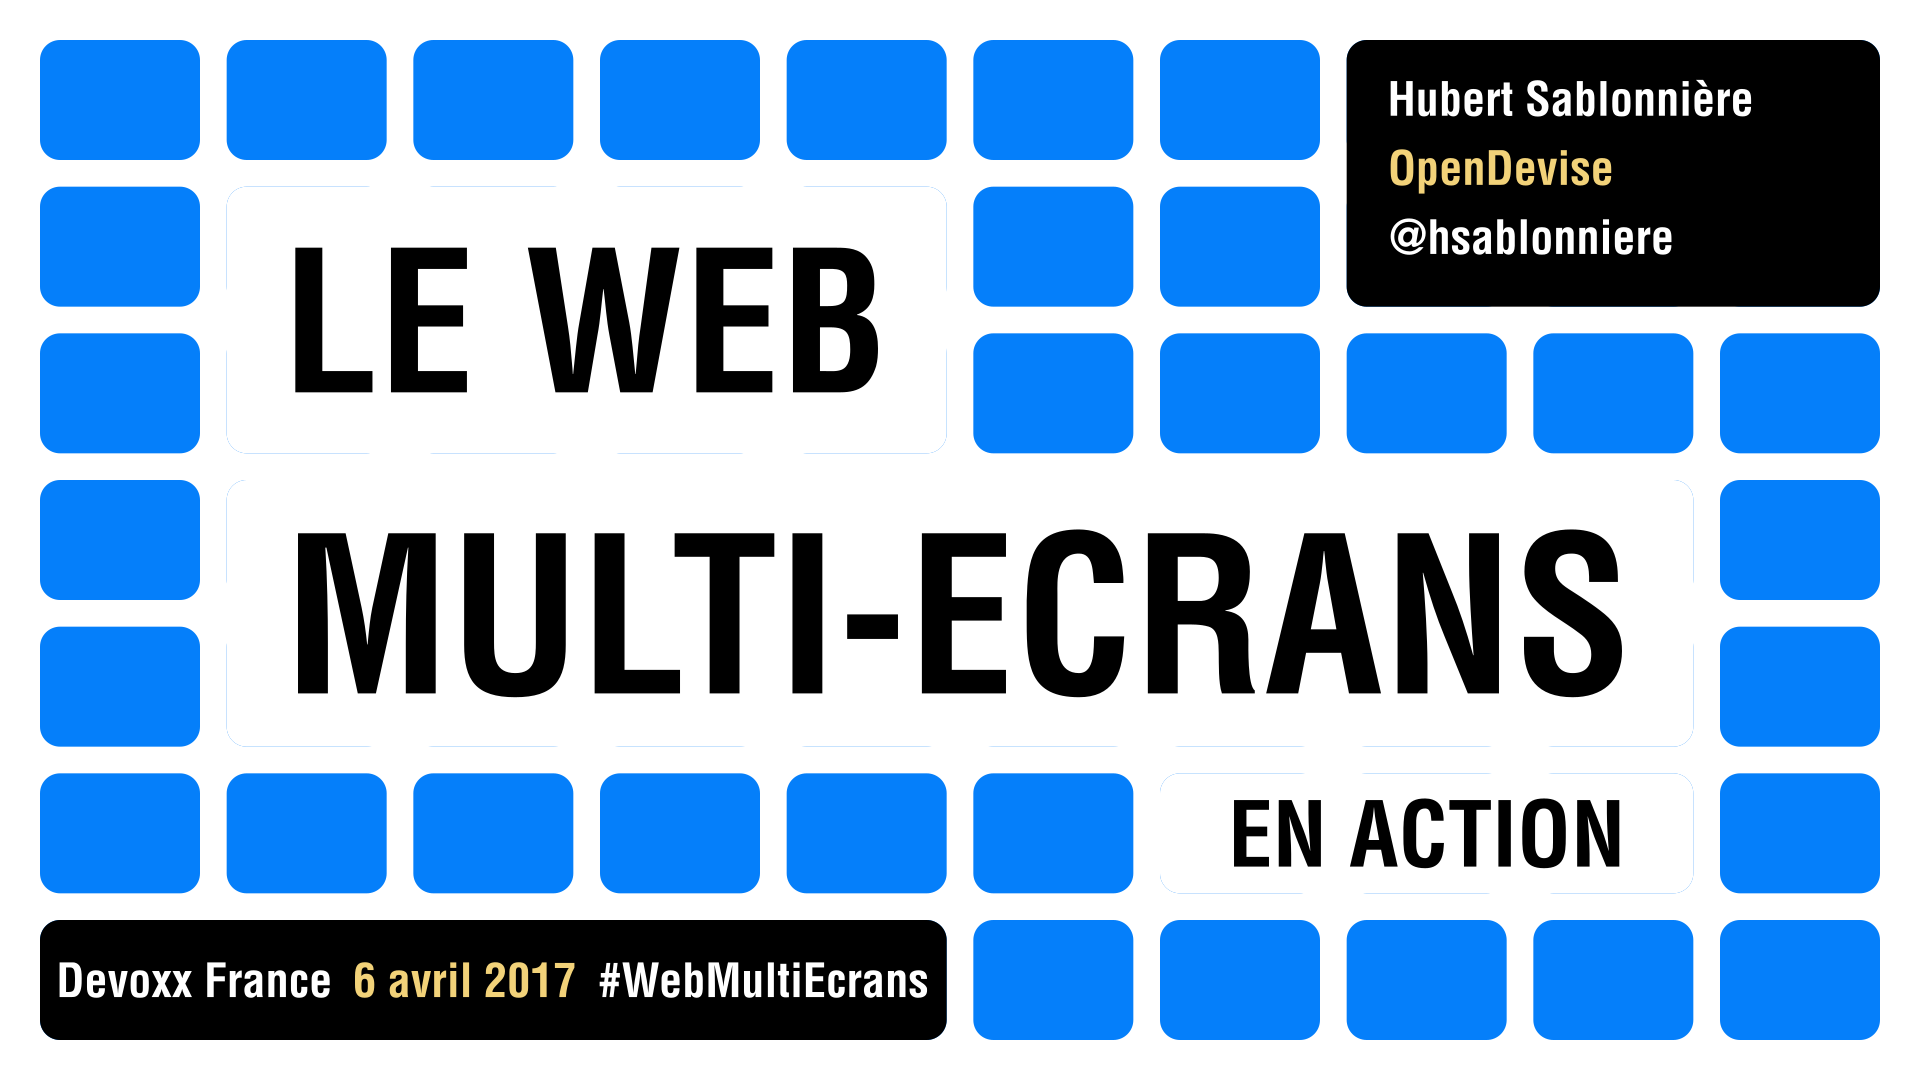 Hubert Sablonnière
OpenDevise
@hsablonniere
LE WEB
MULTI-ECRANS
EN ACTION
Devoxx France 6 avril 2017 #WebMultiEcrans